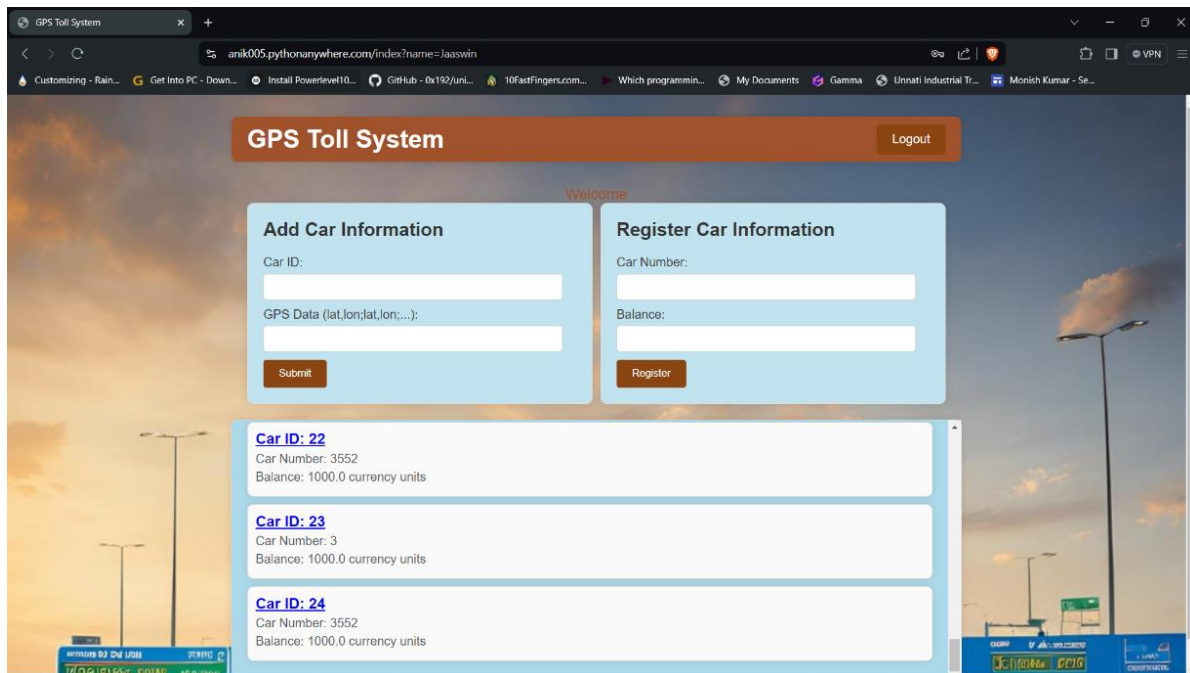 GPS Toll System
anik005.pythonanywhere.com/index?name=Jaaswin
VPN
Customizing - Rain... Get Into PC - Down... Install Powerlevel10... GitHub - 0x192/uni... 10FastFingers.com... Which programmin... My Documents Gamma Unnati Industrial Tr... Monish Kumar - Se...
GPS Toll System
Logout
Welcome
Add Car Information
Car ID:
GPS Data (lat,lon;lat,lon;...):
Submit
Register Car Information
Car Number:
Balance:
Register
Car ID: 22
Car Number: 3552
Balance: 1000.0 currency units
Car ID: 23
Car Number: 3
Balance: 1000.0 currency units
Car ID: 24
Car Number: 3552
Balance: 1000.0 currency units